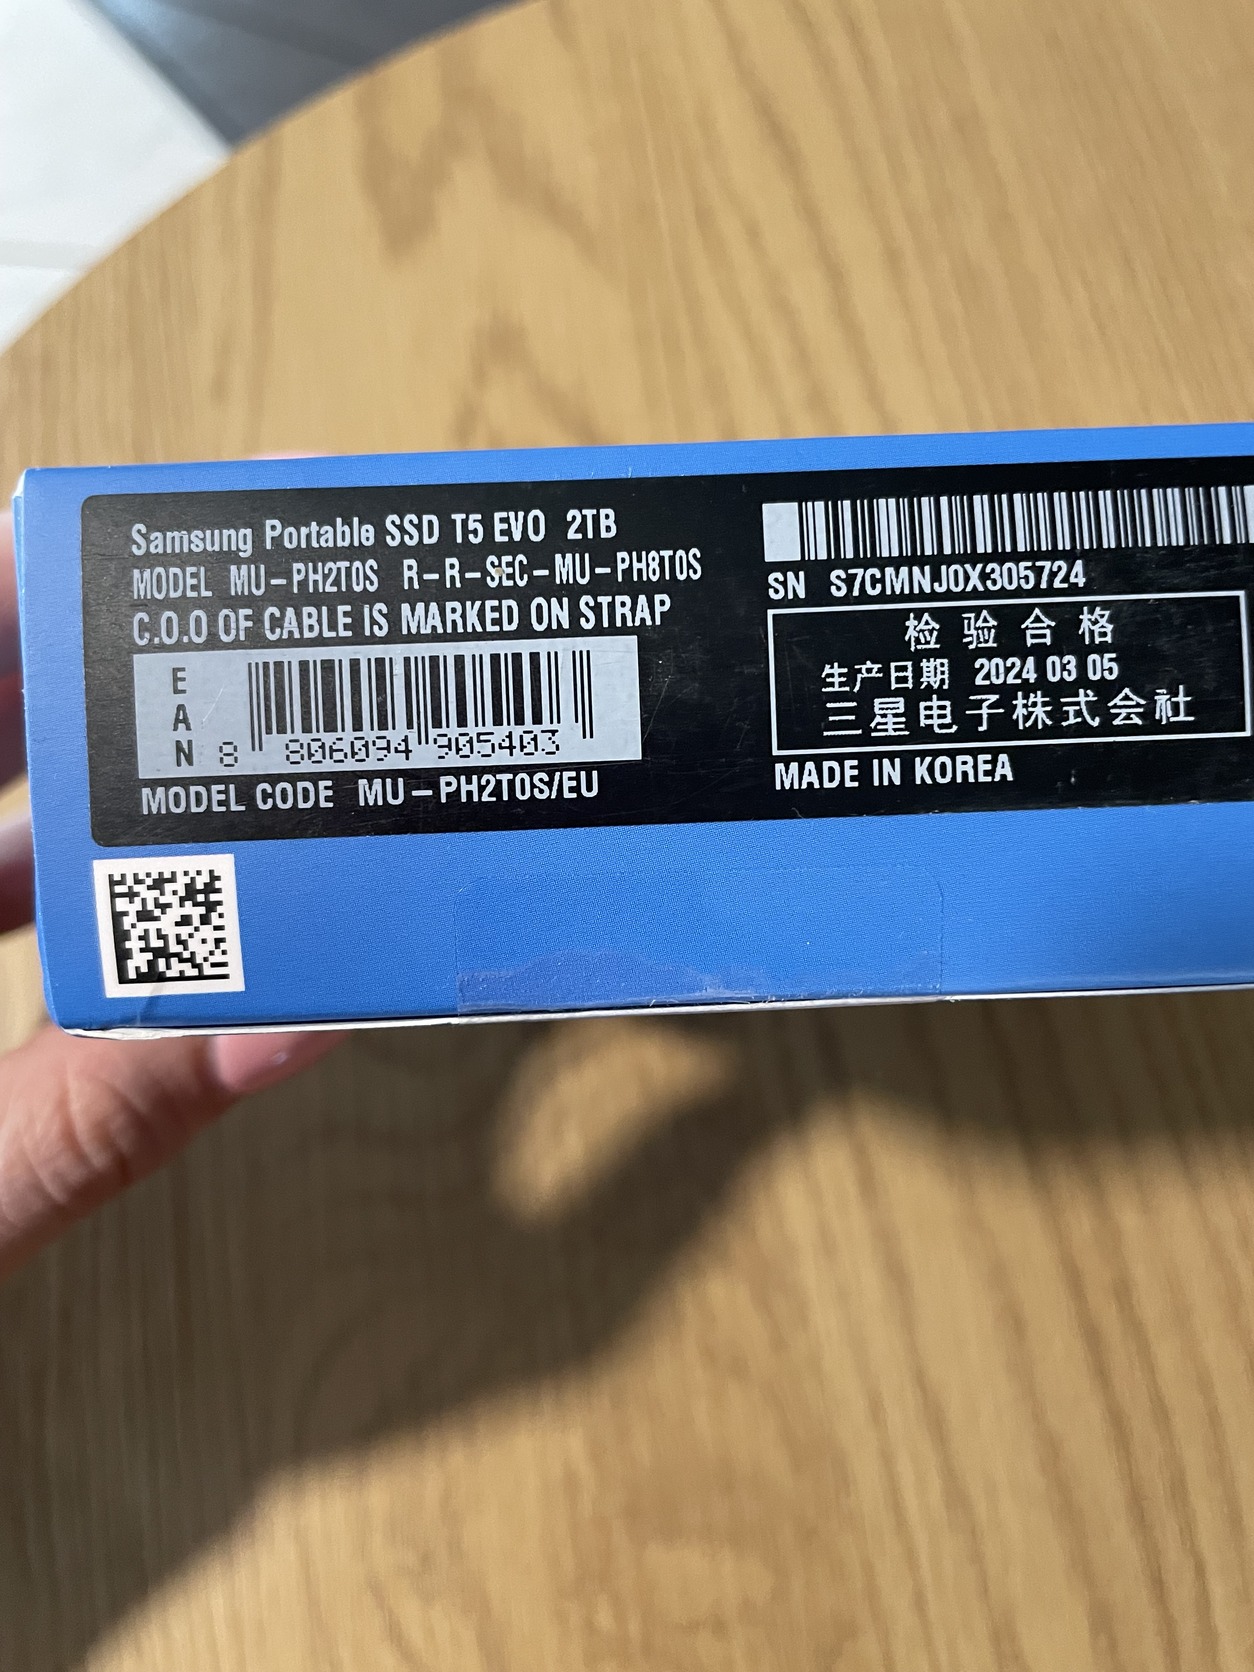 Samsung Portable SSD T5 EVO 2TB
MODEL MU-PH2T0S R-R-SEC-MU-PH8T0S
C.O.O OF CABLE IS MARKED ON STRAP
EAN
8 806094 905403
MODEL CODE MU-PH2T0S/EU
SN S7CMNJ0X305724
检验合格
生产日期 2024 03 05
三星电子株式会社
MADE IN KOREA